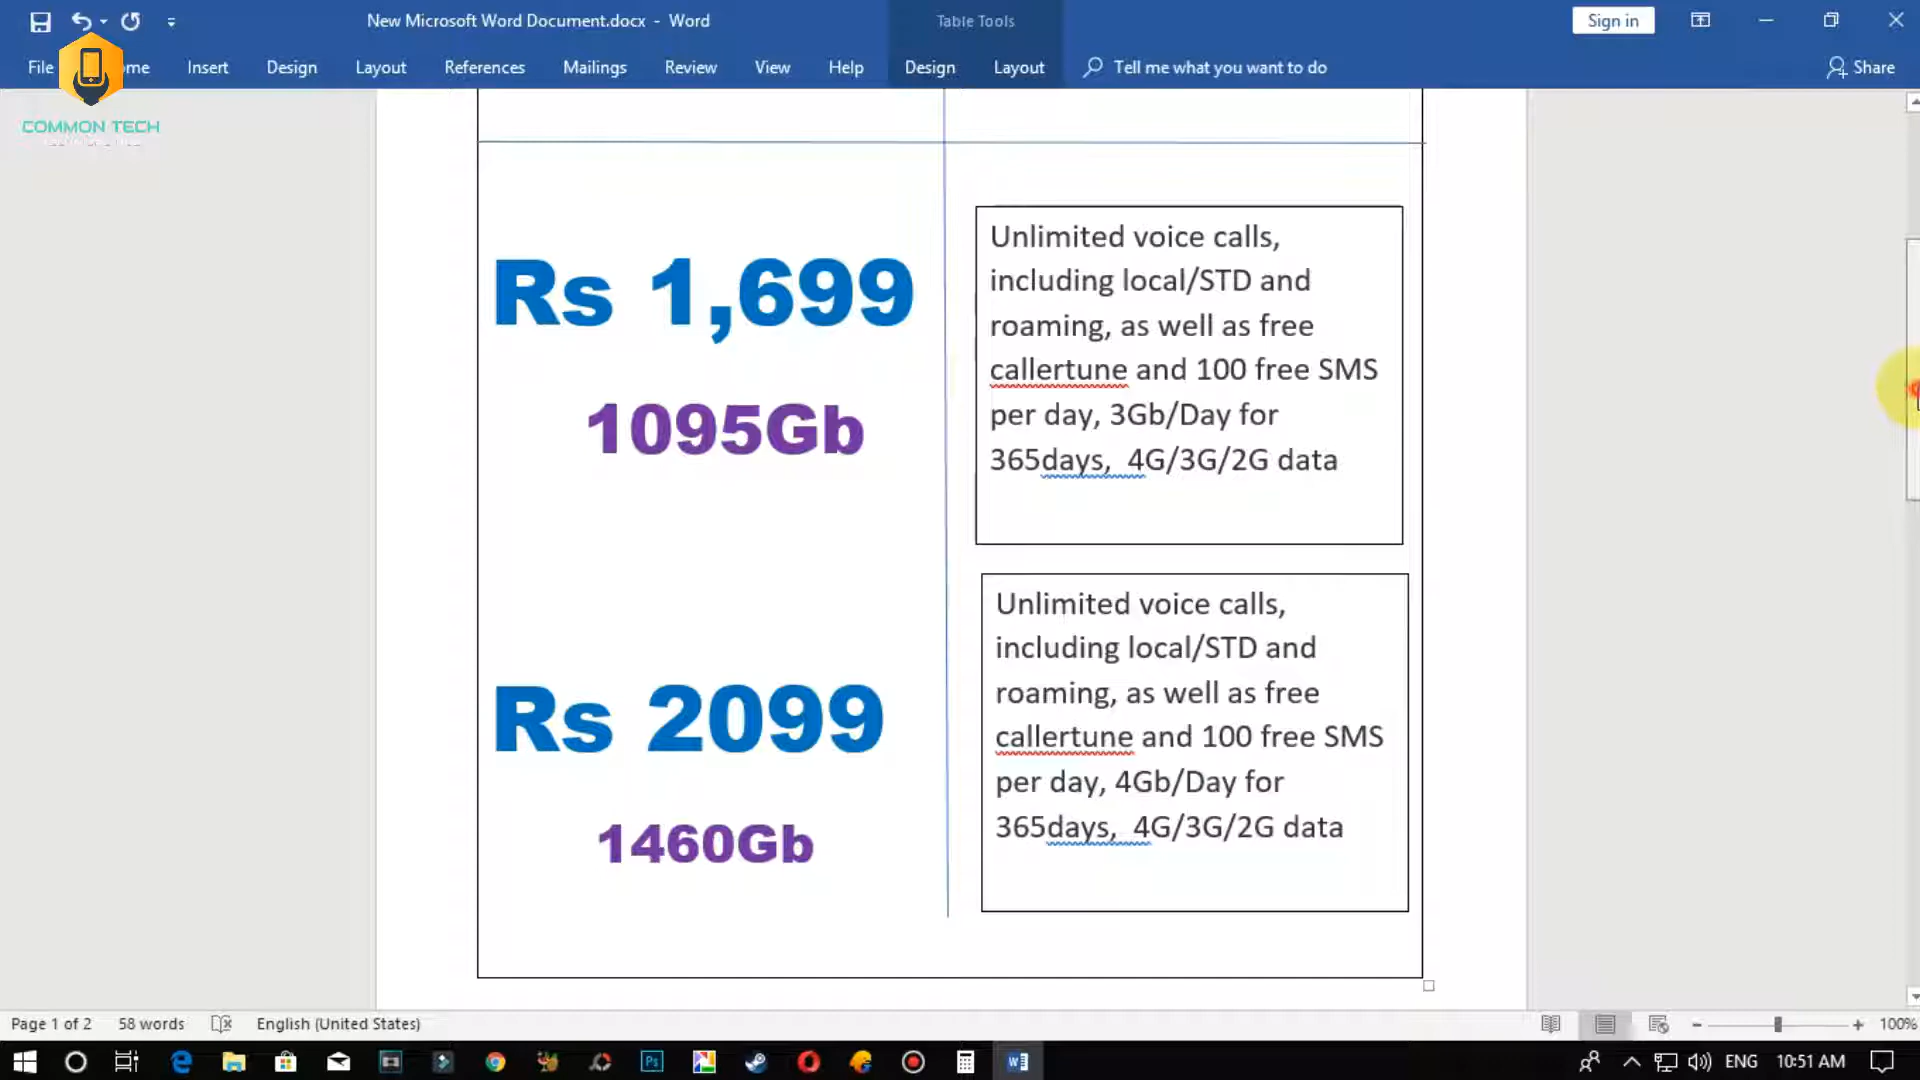 New Microsoft Word Document.docx - Word
Table Tools
Sign in
File
ome
Insert
Design
Layout
References
Mailings
Review
View
Help
Design
Layout
Tell me what you want to do
Share
COMMON TECH
Rs 1,699
1095Gb
Unlimited voice calls,
including local/STD and
roaming, as well as free
callertune and 100 free SMS
per day, 3Gb/Day for
365days,  4G/3G/2G data
Rs 2099
1460Gb
Unlimited voice calls,
including local/STD and
roaming, as well as free
callertune and 100 free SMS
per day, 4Gb/Day for
365days,  4G/3G/2G data
Page 1 of 2
58 words
English (United States)
100%
Ps
ENG
10:51 AM